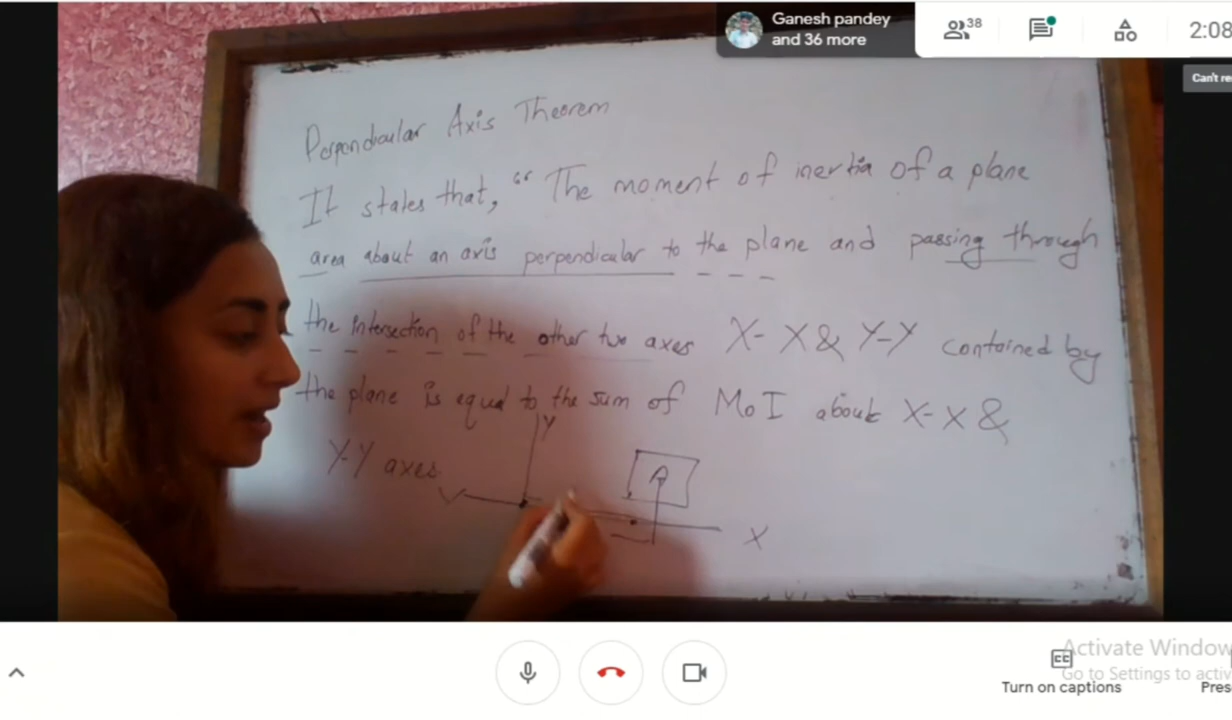 Ganesh pandey
and 36 more
38
2:08
Can't re
Perpendicular Axis Theorem
It states that, “ The moment of inertia of a plane
area about an axis perpendicular to the plane and passing through
the intersection of the other two axes X-X & Y-Y contained by
the plane is equal to the sum of MoI about X-X &
Y-Y axes
Y
A
X
Activate Window
Go to Settings to activ
CC
Turn on captions
Pres